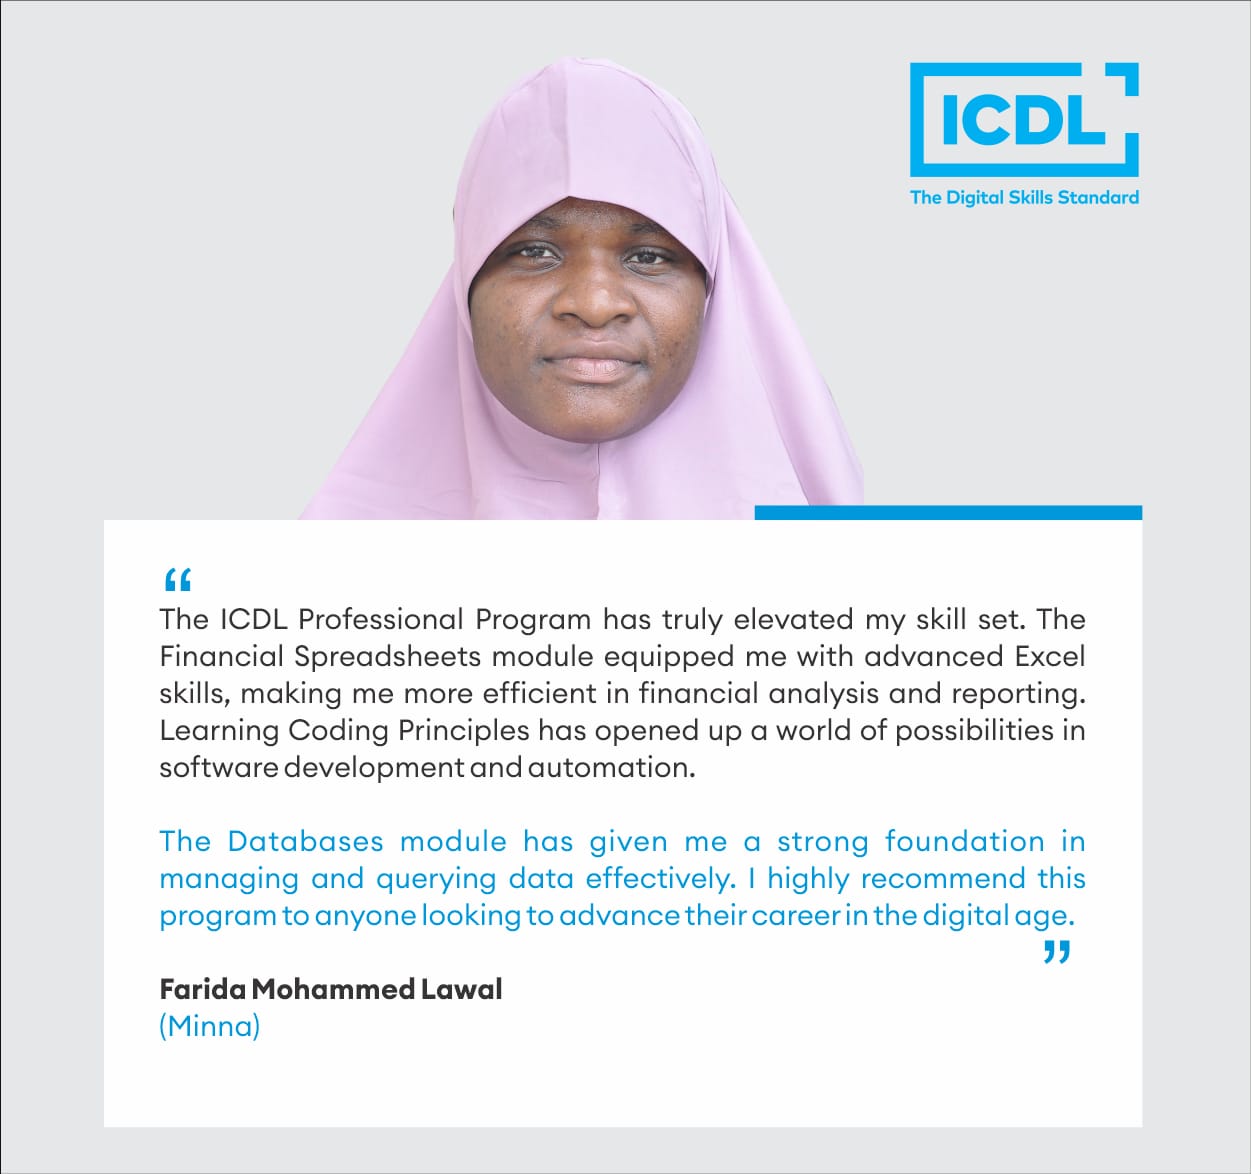 ICDL
The Digital Skills Standard
“
The ICDL Professional Program has truly elevated my skill set. The
Financial Spreadsheets module equipped me with advanced Excel
skills, making me more efficient in financial analysis and reporting.
Learning Coding Principles has opened up a world of possibilities in
software development and automation.
The Databases module has given me a strong foundation in
managing and querying data effectively. I highly recommend this
program to anyone looking to advance their career in the digital age.
”
Farida Mohammed Lawal
(Minna)